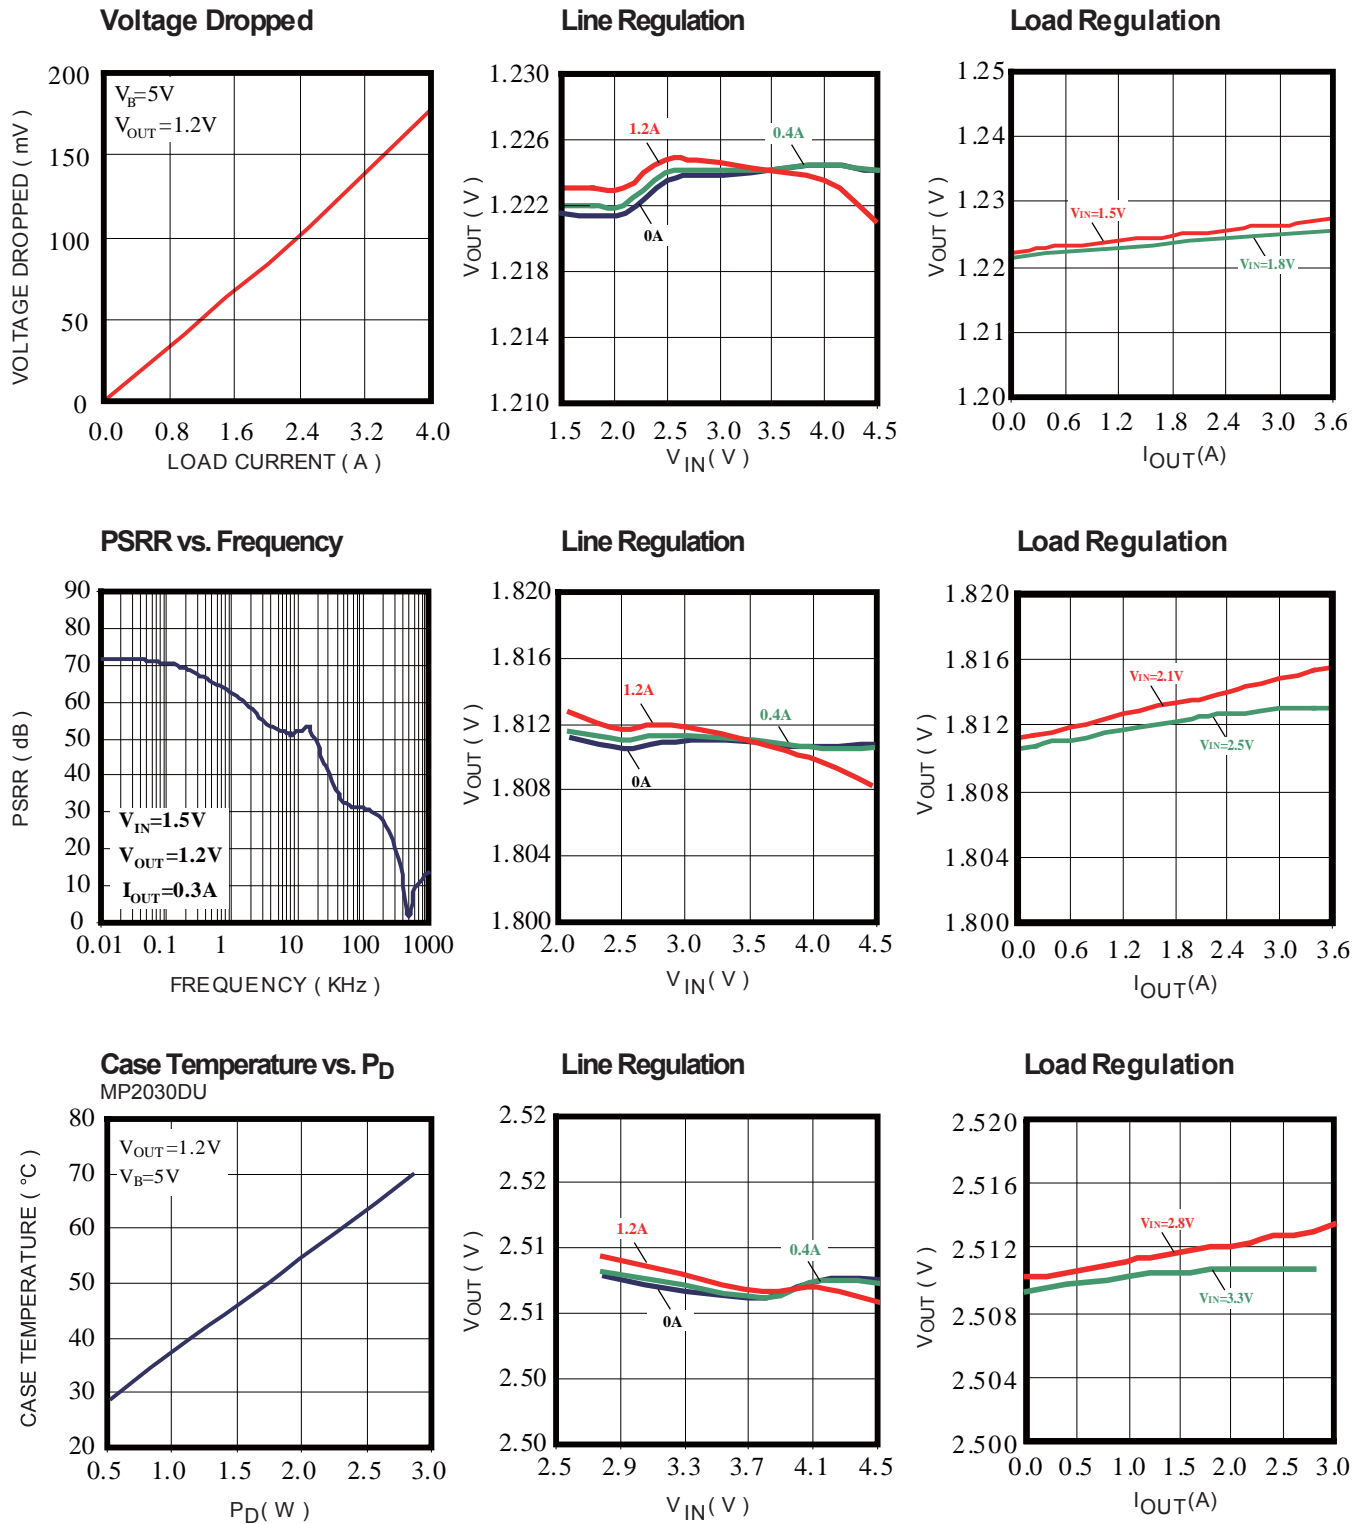 Voltage Dropped
VOLTAGE DROPPED ( mV )
200
150
100
50
0
VB=5V
VOUT=1.2V
0.0 0.8 1.6 2.4 3.2 4.0
LOAD CURRENT ( A )
Line Regulation
VOUT ( V )
1.230
1.226
1.222
1.218
1.214
1.210
1.2A
0.4A
0A
1.5 2.0 2.5 3.0 3.5 4.0 4.5
VIN ( V )
Load Regulation
VOUT ( V )
1.25
1.24
1.23
1.22
1.21
1.20
VIN=1.5V
VIN=1.8V
0.0 0.6 1.2 1.8 2.4 3.0 3.6
IOUT(A)
PSRR vs. Frequency
PSRR ( dB )
90
80
70
60
50
40
30
20
10
0
VIN=1.5V
VOUT=1.2V
IOUT=0.3A
0.01 0.1 1 10 100 1000
FREQUENCY ( KHz )
Line Regulation
VOUT ( V )
1.820
1.816
1.812
1.808
1.804
1.800
1.2A
0.4A
0A
2.0 2.5 3.0 3.5 4.0 4.5
VIN ( V )
Load Regulation
VOUT ( V )
1.820
1.816
1.812
1.808
1.804
1.800
VIN=2.1V
VIN=2.5V
0.0 0.6 1.2 1.8 2.4 3.0 3.6
IOUT(A)
Case Temperature vs. PD
MP2030DU
CASE TEMPERATURE ( °C )
80
70
60
50
40
30
20
VOUT=1.2V
VB=5V
0.5 1.0 1.5 2.0 2.5 3.0
PD ( W )
Line Regulation
VOUT ( V )
2.52
2.52
2.51
2.51
2.50
2.50
1.2A
0.4A
0A
2.5 2.9 3.3 3.7 4.1 4.5
VIN ( V )
Load Regulation
VOUT ( V )
2.520
2.516
2.512
2.508
2.504
2.500
VIN=2.8V
VIN=3.3V
0.0 0.5 1.0 1.5 2.0 2.5 3.0
IOUT(A)